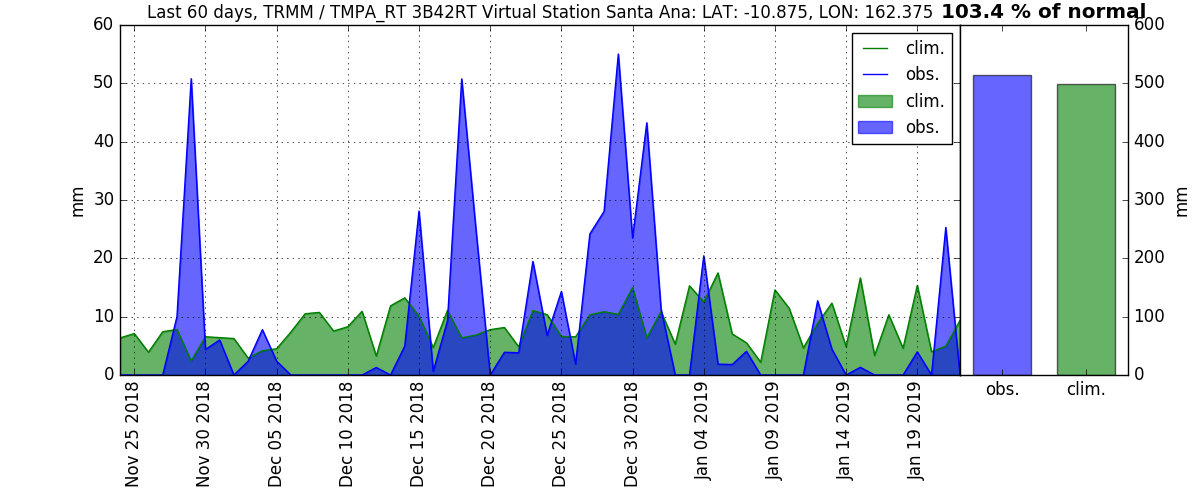 Last 60 days, TRMM / TMPA_RT 3B42RT Virtual Station Santa Ana: LAT: -10.875, LON: 162.375 103.4 % of normal
60
50
40
30
20
10
0
mm
clim.
obs.
clim.
obs.
600
500
400
300
200
100
0
mm
Nov 25 2018
Nov 30 2018
Dec 05 2018
Dec 10 2018
Dec 15 2018
Dec 20 2018
Dec 25 2018
Dec 30 2018
Jan 04 2019
Jan 09 2019
Jan 14 2019
Jan 19 2019
obs.
clim.